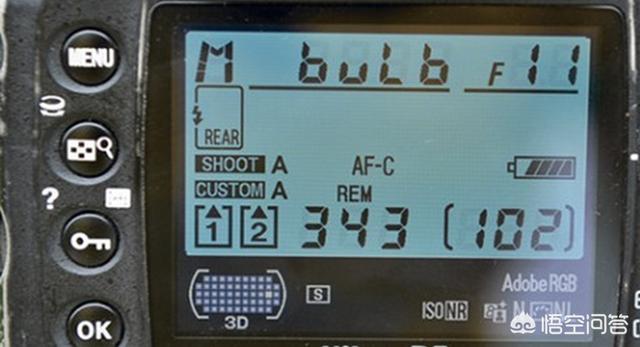 MENU
M bulb F11
REAR
SHOOT A AF-C
CUSTOM A REM
?
1 2 343 [102]
AdobeRGB
S
ISO NR
3D
OK
悟空问答